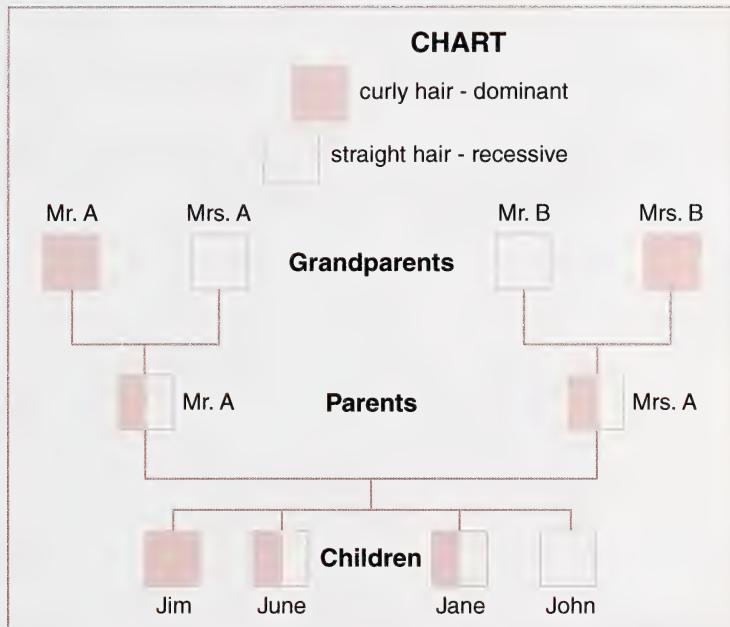 CHART
curly hair - dominant
straight hair - recessive
Mr. A Mrs. A Mr. B Mrs. B
Grandparents
Mr. A Parents Mrs. A
Children
Jim June Jane John